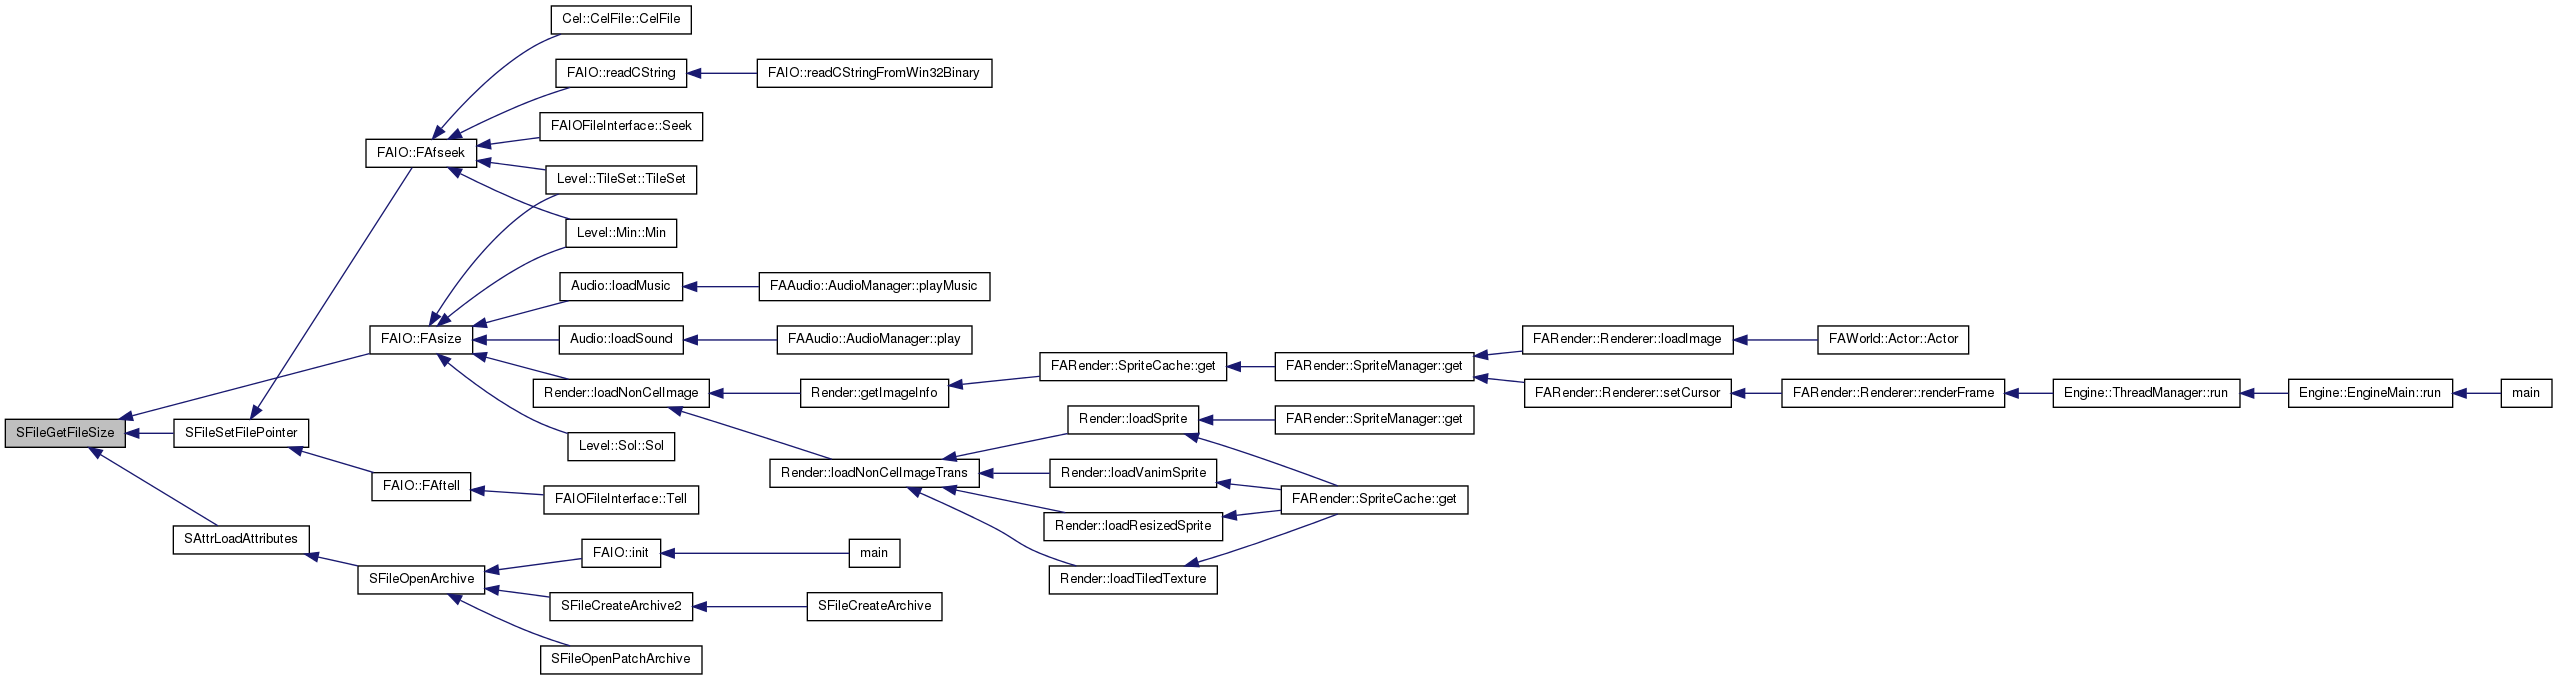 Cel::CelFile::CelFile
FAIO::readCString
FAIO::readCStringFromWin32Binary
FAIOFileInterface::Seek
FAIO::FAfseek
Level::TileSet::TileSet
Level::Min::Min
Audio::loadMusic
FAAudio::AudioManager::playMusic
FAIO::FAsize
Audio::loadSound
FAAudio::AudioManager::play
FARender::Renderer::loadImage
FAWorld::Actor::Actor
FARender::SpriteCache::get
FARender::SpriteManager::get
Render::loadNonCelImage
Render::getImageInfo
FARender::Renderer::setCursor
FARender::Renderer::renderFrame
Engine::ThreadManager::run
Engine::EngineMain::run
main
Render::loadSprite
FARender::SpriteManager::get
SFileGetFileSize
SFileSetFilePointer
Level::Sol::Sol
Render::loadNonCelImageTrans
Render::loadVanimSprite
FAIO::FAftell
FAIOFileInterface::Tell
FARender::SpriteCache::get
Render::loadResizedSprite
SAttrLoadAttributes
FAIO::init
main
SFileOpenArchive
Render::loadTiledTexture
SFileCreateArchive2
SFileCreateArchive
SFileOpenPatchArchive